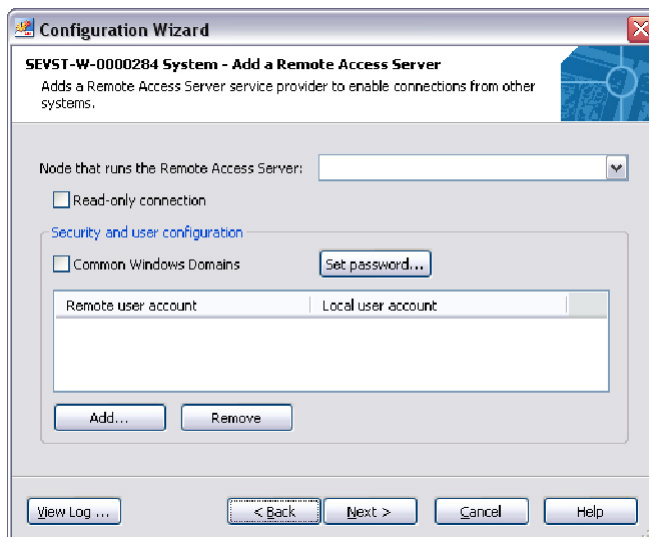 Configuration Wizard
SEVST-W-0000284 System - Add a Remote Access Server
Adds a Remote Access Server service provider to enable connections from other
systems.
Node that runs the Remote Access Server:
Read-only connection
Security and user configuration
Common Windows Domains
Set password...
Remote user account
Local user account
Add...
Remove
View Log ...
< Back
Next >
Cancel
Help